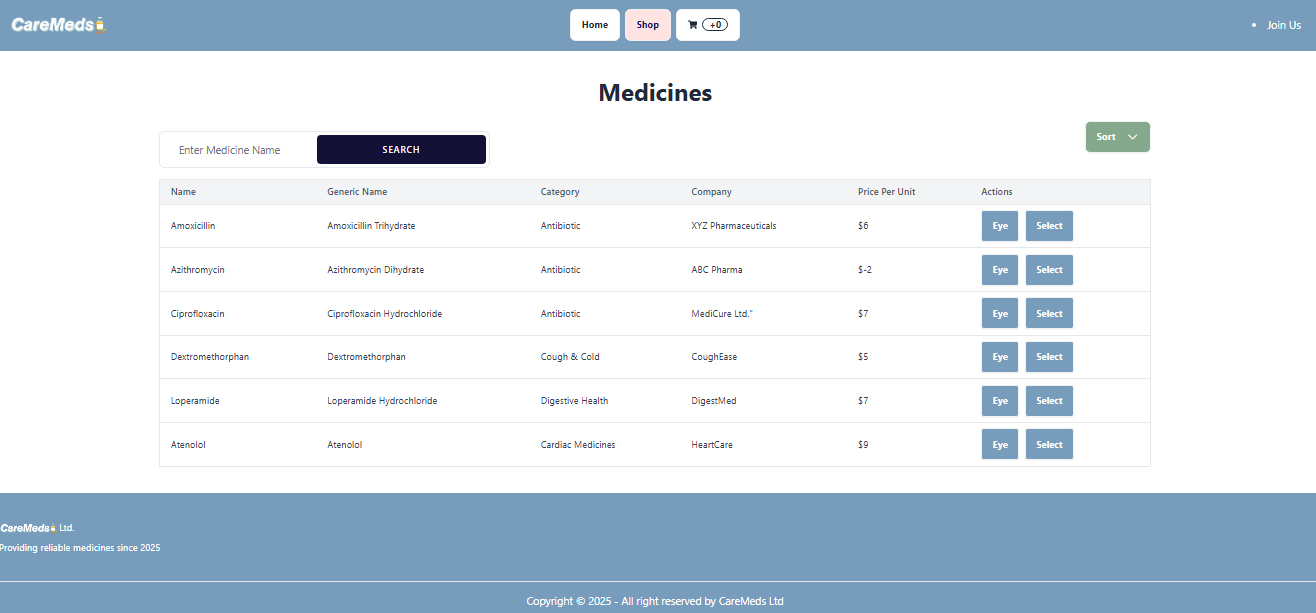 CareMeds Home Shop +0 Join Us
Medicines
Enter Medicine Name SEARCH Sort
Name Generic Name Category Company Price Per Unit Actions
Amoxicillin Amoxicillin Trihydrate Antibiotic XYZ Pharmaceuticals $6 Eye Select
Azithromycin Azithromycin Dihydrate Antibiotic ABC Pharma $-2 Eye Select
Ciprofloxacin Ciprofloxacin Hydrochloride Antibiotic MediCure Ltd." $7 Eye Select
Dextromethorphan Dextromethorphan Cough & Cold CoughEase $5 Eye Select
Loperamide Loperamide Hydrochloride Digestive Health DigestMed $7 Eye Select
Atenolol Atenolol Cardiac Medicines HeartCare $9 Eye Select
CareMeds Ltd.
Providing reliable medicines since 2025
Copyright © 2025 - All right reserved by CareMeds Ltd